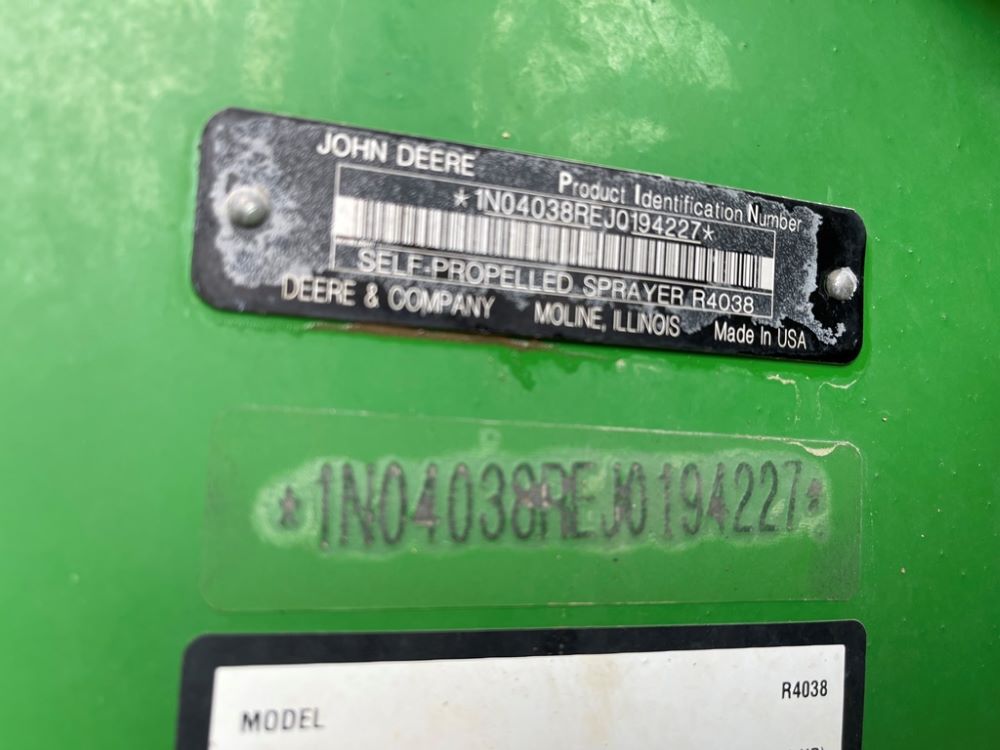 JOHN DEERE
Product Identification Number
*1N04038REJ0194227*
SELF-PROPELLED SPRAYER R4038
DEERE & COMPANY MOLINE, ILLINOIS Made In USA
*1N04038REJ0194227*
R4038
MODEL